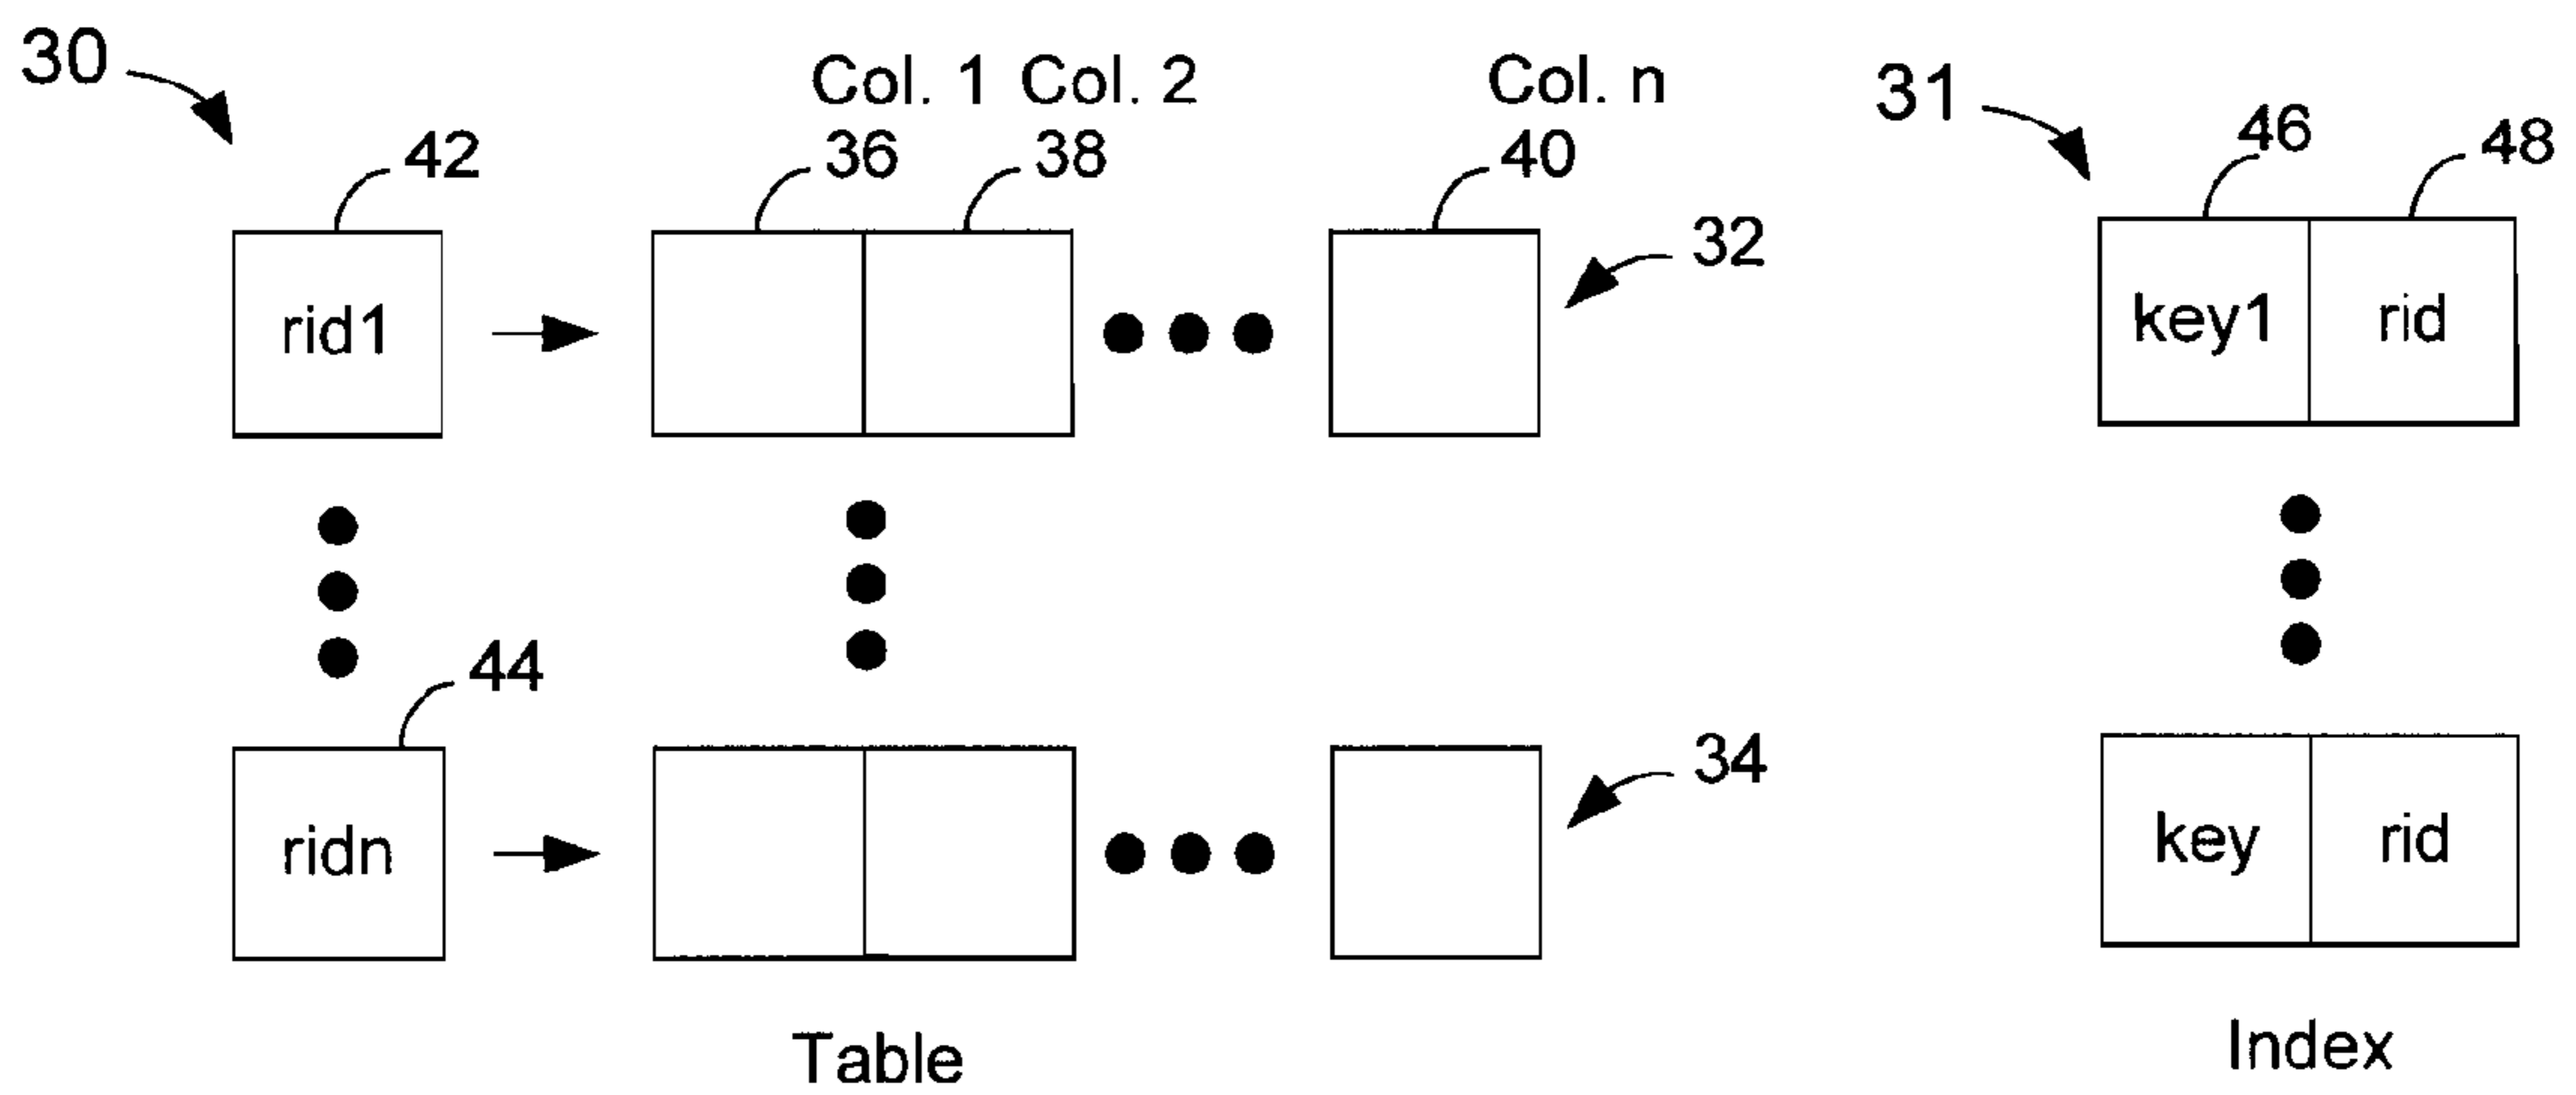 30
Col. 1 Col. 2 Col. n
31
42 36 38 40 46 48
32
rid1 key1 rid
44
34
ridn key rid
Table Index